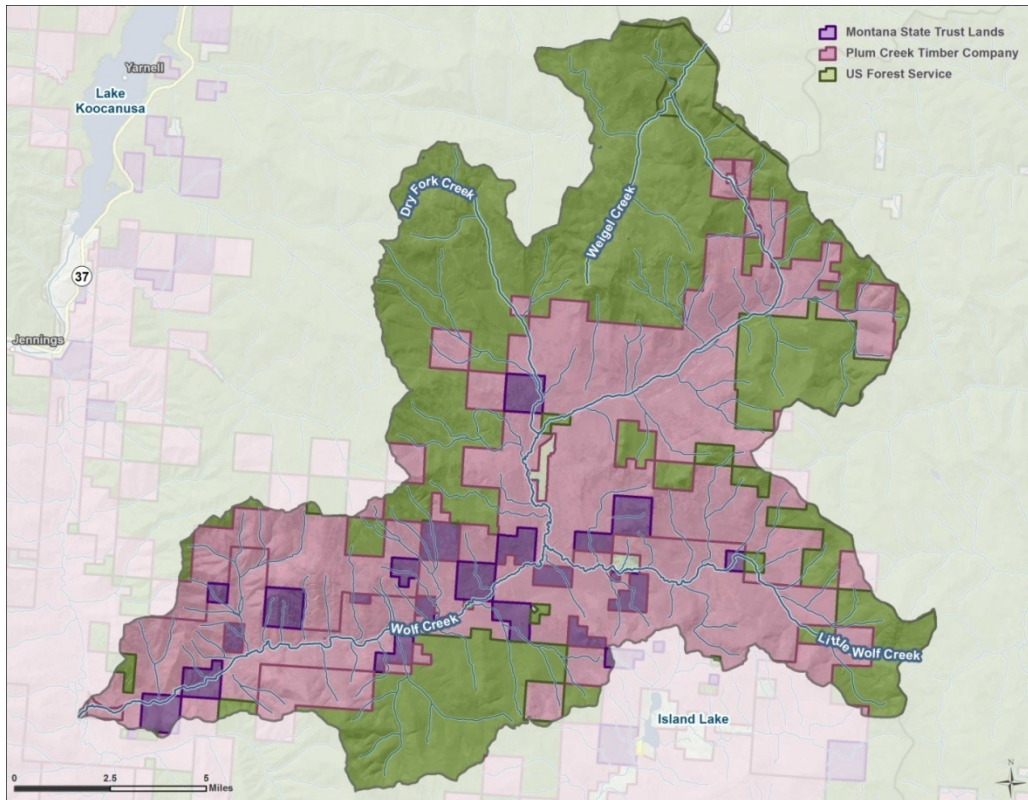 Montana State Trust Lands
Plum Creek Timber Company
US Forest Service
Yarnell
Lake
Koocanusa
Dry Fork Creek
Weigel Creek
37
Jennings
Wolf Creek
Little Wolf Creek
Island Lake
0 2.5 5
Miles
N